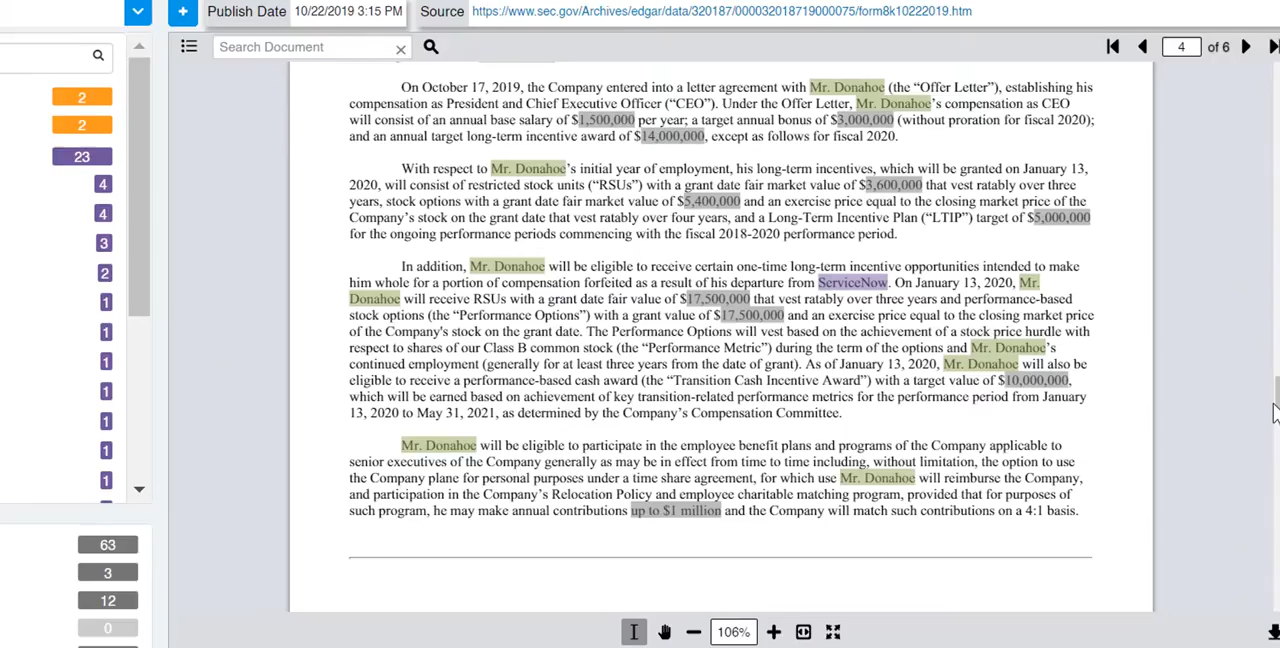 Publish Date 10/22/2019 3:15 PM Source https://www.sec.gov/Archives/edgar/data/320187/000032018719000075/form8k10222019.htm
Search Document
4 of 6
2
2
23
4
4
3
2
1
1
1
1
1
1
1
63
3
12
0
On October 17, 2019, the Company entered into a letter agreement with Mr. Donahoe (the “Offer Letter”), establishing his
compensation as President and Chief Executive Officer (“CEO”). Under the Offer Letter, Mr. Donahoe’s compensation as CEO
will consist of an annual base salary of $1,500,000 per year; a target annual bonus of $3,000,000 (without proration for fiscal 2020);
and an annual target long-term incentive award of $14,000,000, except as follows for fiscal 2020.
With respect to Mr. Donahoe’s initial year of employment, his long-term incentives, which will be granted on January 13,
2020, will consist of restricted stock units (“RSUs”) with a grant date fair market value of $3,600,000 that vest ratably over three
years, stock options with a grant date fair market value of $5,400,000 and an exercise price equal to the closing market price of the
Company’s stock on the grant date that vest ratably over four years, and a Long-Term Incentive Plan (“LTIP”) target of $5,000,000
for the ongoing performance periods commencing with the fiscal 2018-2020 performance period.
In addition, Mr. Donahoe will be eligible to receive certain one-time long-term incentive opportunities intended to make
him whole for a portion of compensation forfeited as a result of his departure from ServiceNow. On January 13, 2020, Mr.
Donahoe will receive RSUs with a grant date fair value of $17,500,000 that vest ratably over three years and performance-based
stock options (the “Performance Options”) with a grant value of $17,500,000 and an exercise price equal to the closing market price
of the Company's stock on the grant date. The Performance Options will vest based on the achievement of a stock price hurdle with
respect to shares of our Class B common stock (the “Performance Metric”) during the term of the options and Mr. Donahoe’s
continued employment (generally for at least three years from the date of grant). As of January 13, 2020, Mr. Donahoe will also be
eligible to receive a performance-based cash award (the “Transition Cash Incentive Award”) with a target value of $10,000,000,
which will be earned based on achievement of key transition-related performance metrics for the performance period from January
13, 2020 to May 31, 2021, as determined by the Company’s Compensation Committee.
Mr. Donahoe will be eligible to participate in the employee benefit plans and programs of the Company applicable to
senior executives of the Company generally as may be in effect from time to time including, without limitation, the option to use
the Company plane for personal purposes under a time share agreement, for which use Mr. Donahoe will reimburse the Company,
and participation in the Company’s Relocation Policy and employee charitable matching program, provided that for purposes of
such program, he may make annual contributions up to $1 million and the Company will match such contributions on a 4:1 basis.
106%